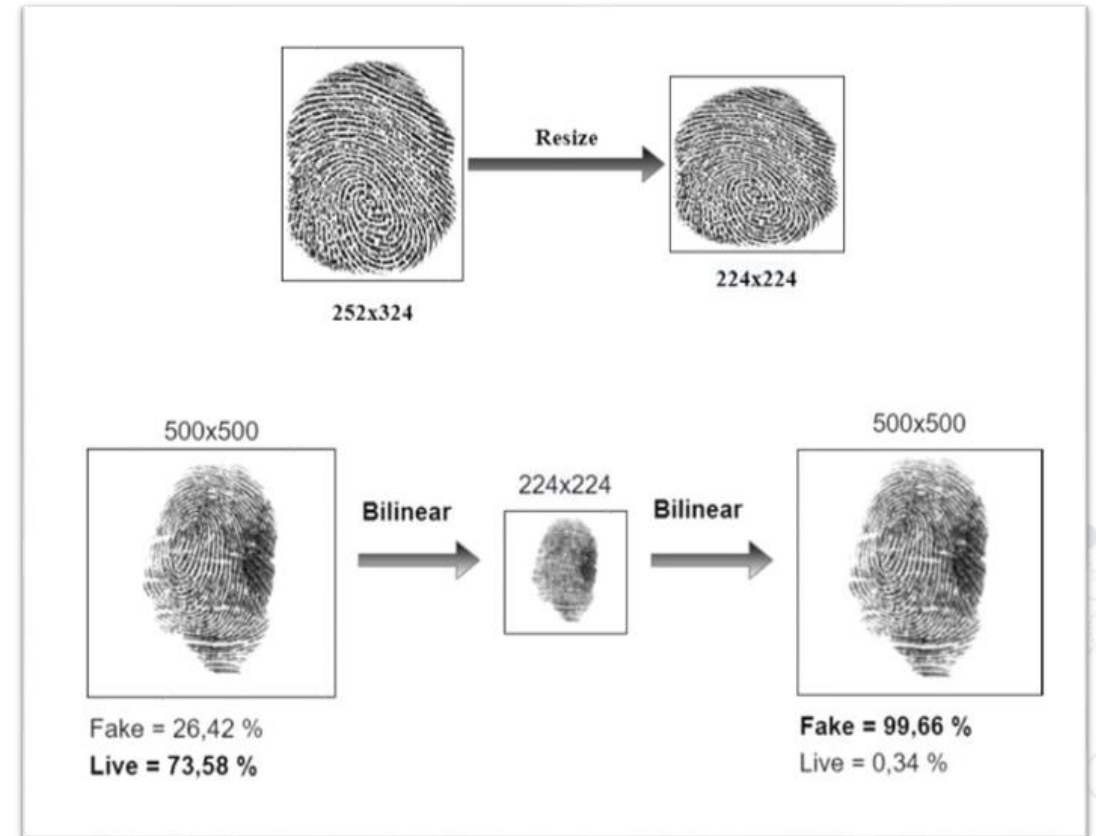 Resize
252x324
224x224
500x500
Bilinear
224x224
Bilinear
500x500
Fake = 26,42 %
Live = 73,58 %
Fake = 99,66 %
Live = 0,34 %